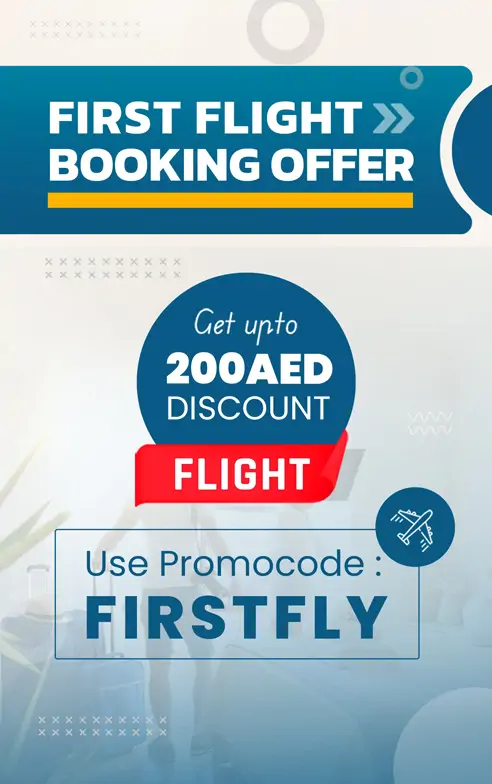 FIRST FLIGHT
BOOKING OFFER
Get upto
200AED
DISCOUNT
FLIGHT
Use Promocode :
FIRSTFLY